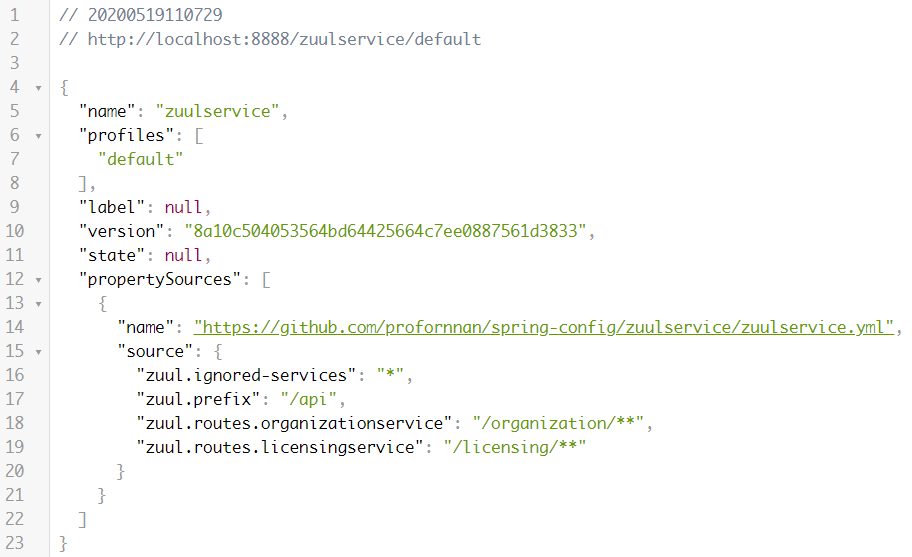 1 // 20200519110729
2 // http://localhost:8888/zuulservice/default
3
4 {
5 "name": "zuulservice",
6 "profiles": [
7 "default"
8 ],
9 "label": null,
10 "version": "8a10c504053564bd64425664c7ee0887561d3833",
11 "state": null,
12 "propertySources": [
13 {
14 "name": "https://github.com/profornnan/spring-config/zuulservice/zuulservice.yml",
15 "source": {
16 "zuul.ignored-services": "*",
17 "zuul.prefix": "/api",
18 "zuul.routes.organizationservice": "/organization/**",
19 "zuul.routes.licensingservice": "/licensing/**"
20 }
21 }
22 ]
23 }